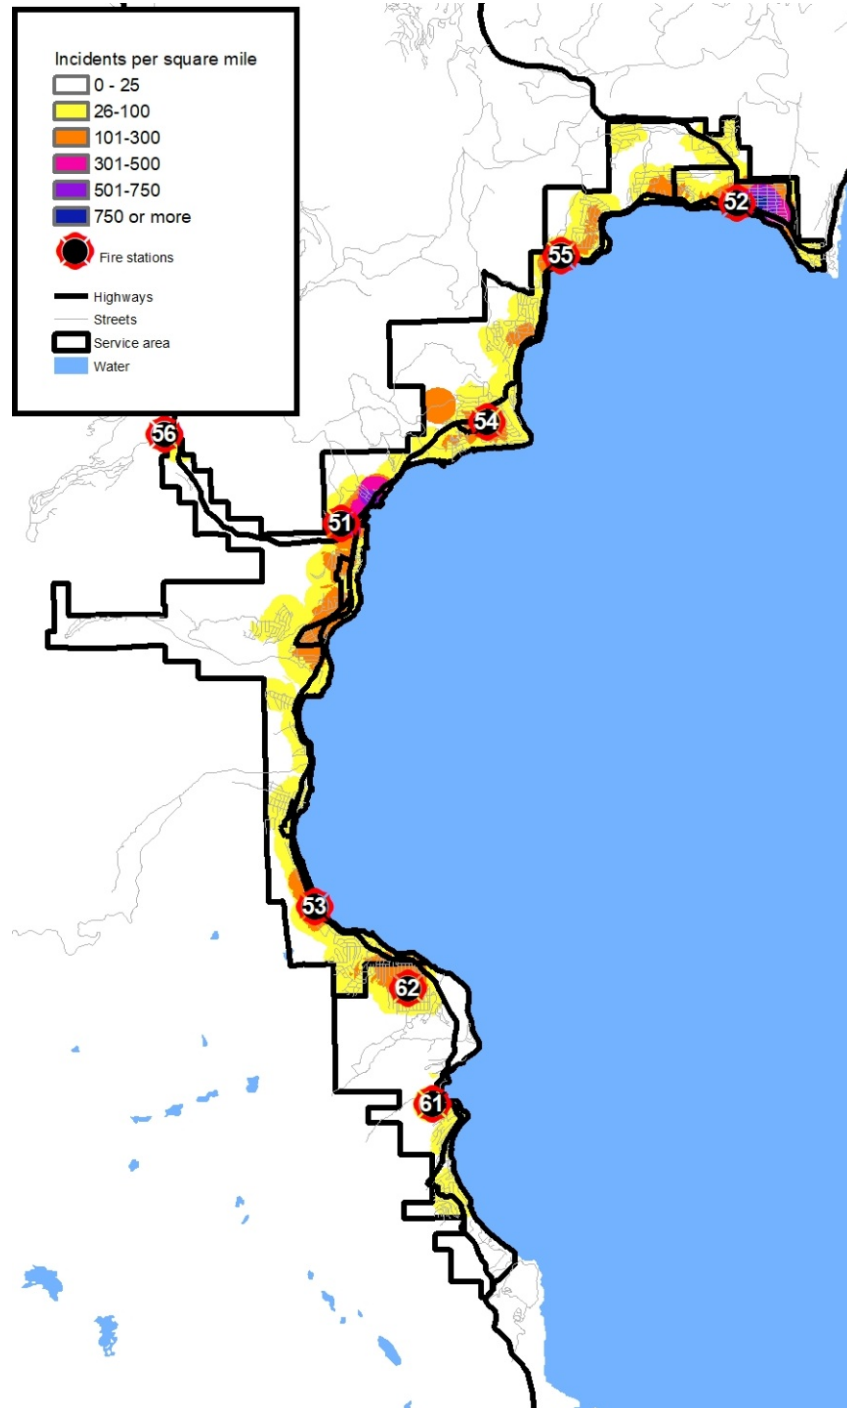 Incidents per square mile
0 - 25
26-100
101-300
301-500
501-750
750 or more
Fire stations
Highways
Streets
Service area
Water
52
55
54
56
51
53
62
61